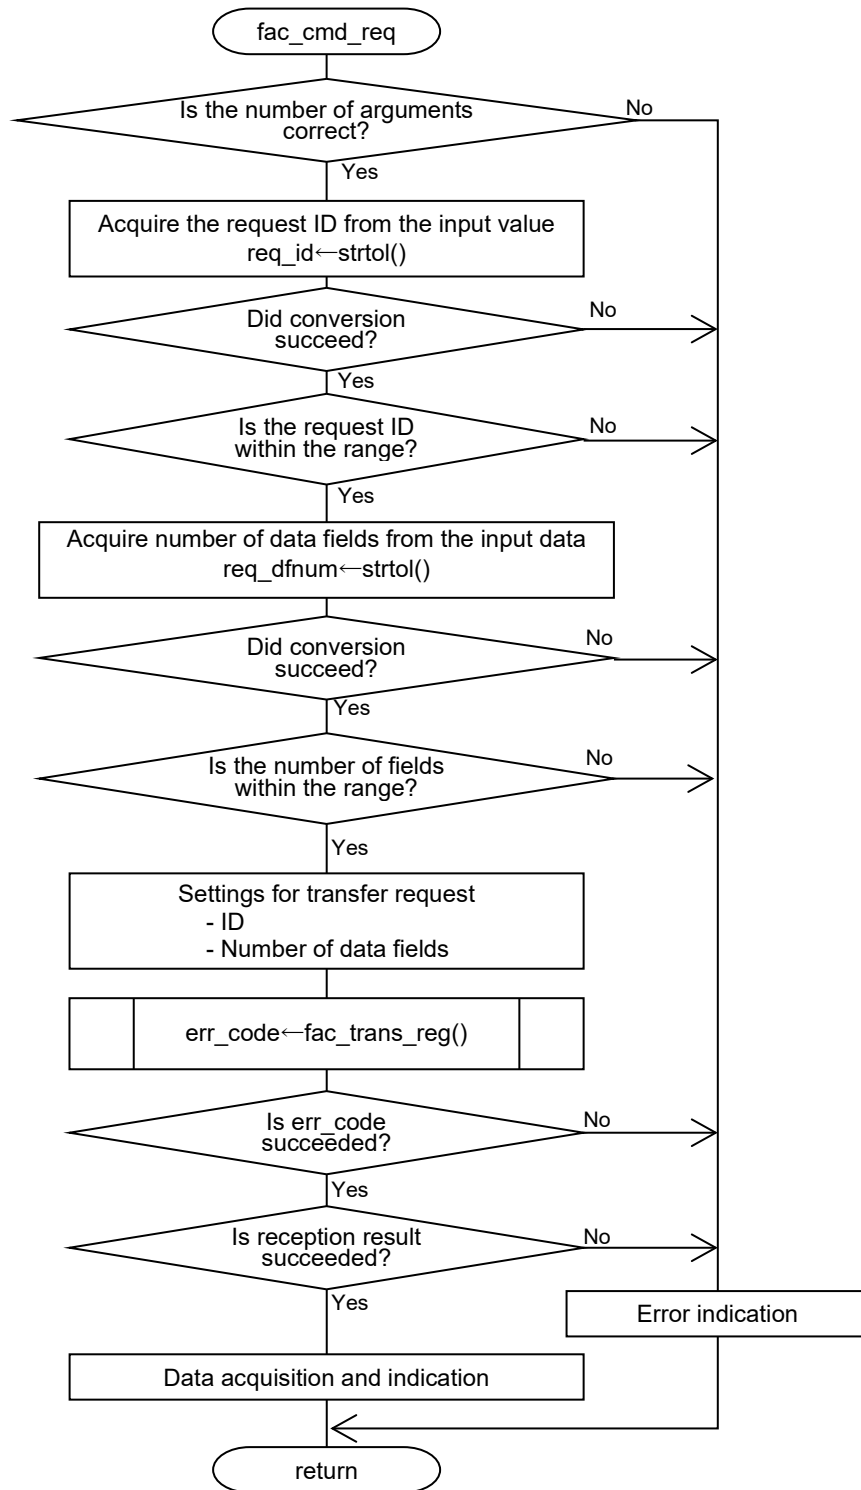 fac_cmd_req
Is the number of arguments
correct?
No
Yes
Acquire the request ID from the input value
req_id←strtol()
Did conversion
succeed?
No
Yes
Is the request ID
within the range?
No
Yes
Acquire number of data fields from the input data
req_dfnum←strtol()
Did conversion
succeed?
No
Yes
Is the number of fields
within the range?
No
Yes
Settings for transfer request
- ID
- Number of data fields
err_code←fac_trans_reg()
Is err_code
succeeded?
No
Yes
Is reception result
succeeded?
No
Yes
Error indication
Data acquisition and indication
return